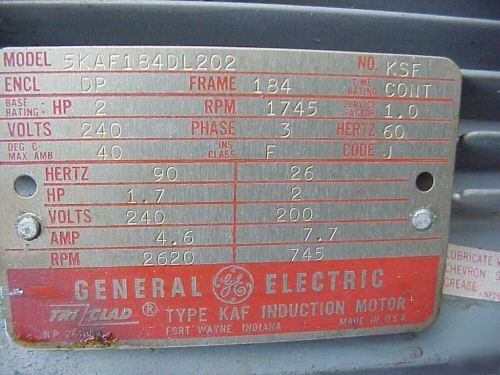 MODEL 5KAF184DL202 NO. KSF
ENCL DP FRAME 184 TIME RATING CONT
BASE RATING: HP 2 RPM 1745 SERVICE FACTOR 1.0
VOLTS 240 PHASE 3 HERTZ 60
DEG C MAX AMB 40 INS CLASS F CODE J
HERTZ 90 26
HP 1.7 2
VOLTS 240 200
AMP 4.6 7.7
RPM 2620 745
GENERAL GE ELECTRIC
TRI CLAD ® TYPE KAF INDUCTION MOTOR
NP FORT WAYNE INDIANA MADE IN U.S.A.
LUBRICATE
CHEVRON
GREASE